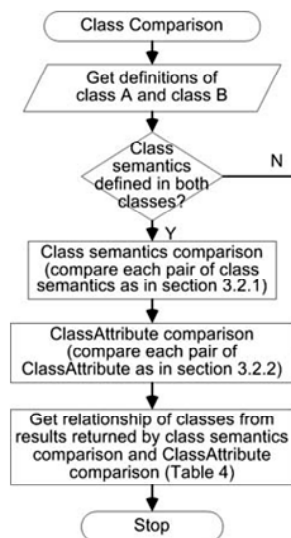 Class Comparison
Get definitions of
class A and class B
Class
semantics
defined in both
classes?
N
Y
Class semantics comparison
(compare each pair of class
semantics as in section 3.2.1)
ClassAttribute comparison
(compare each pair of
ClassAttribute as in section 3.2.2)
Get relationship of classes from
results returned by class semantics
comparison and ClassAttribute
comparison (Table 4)
Stop